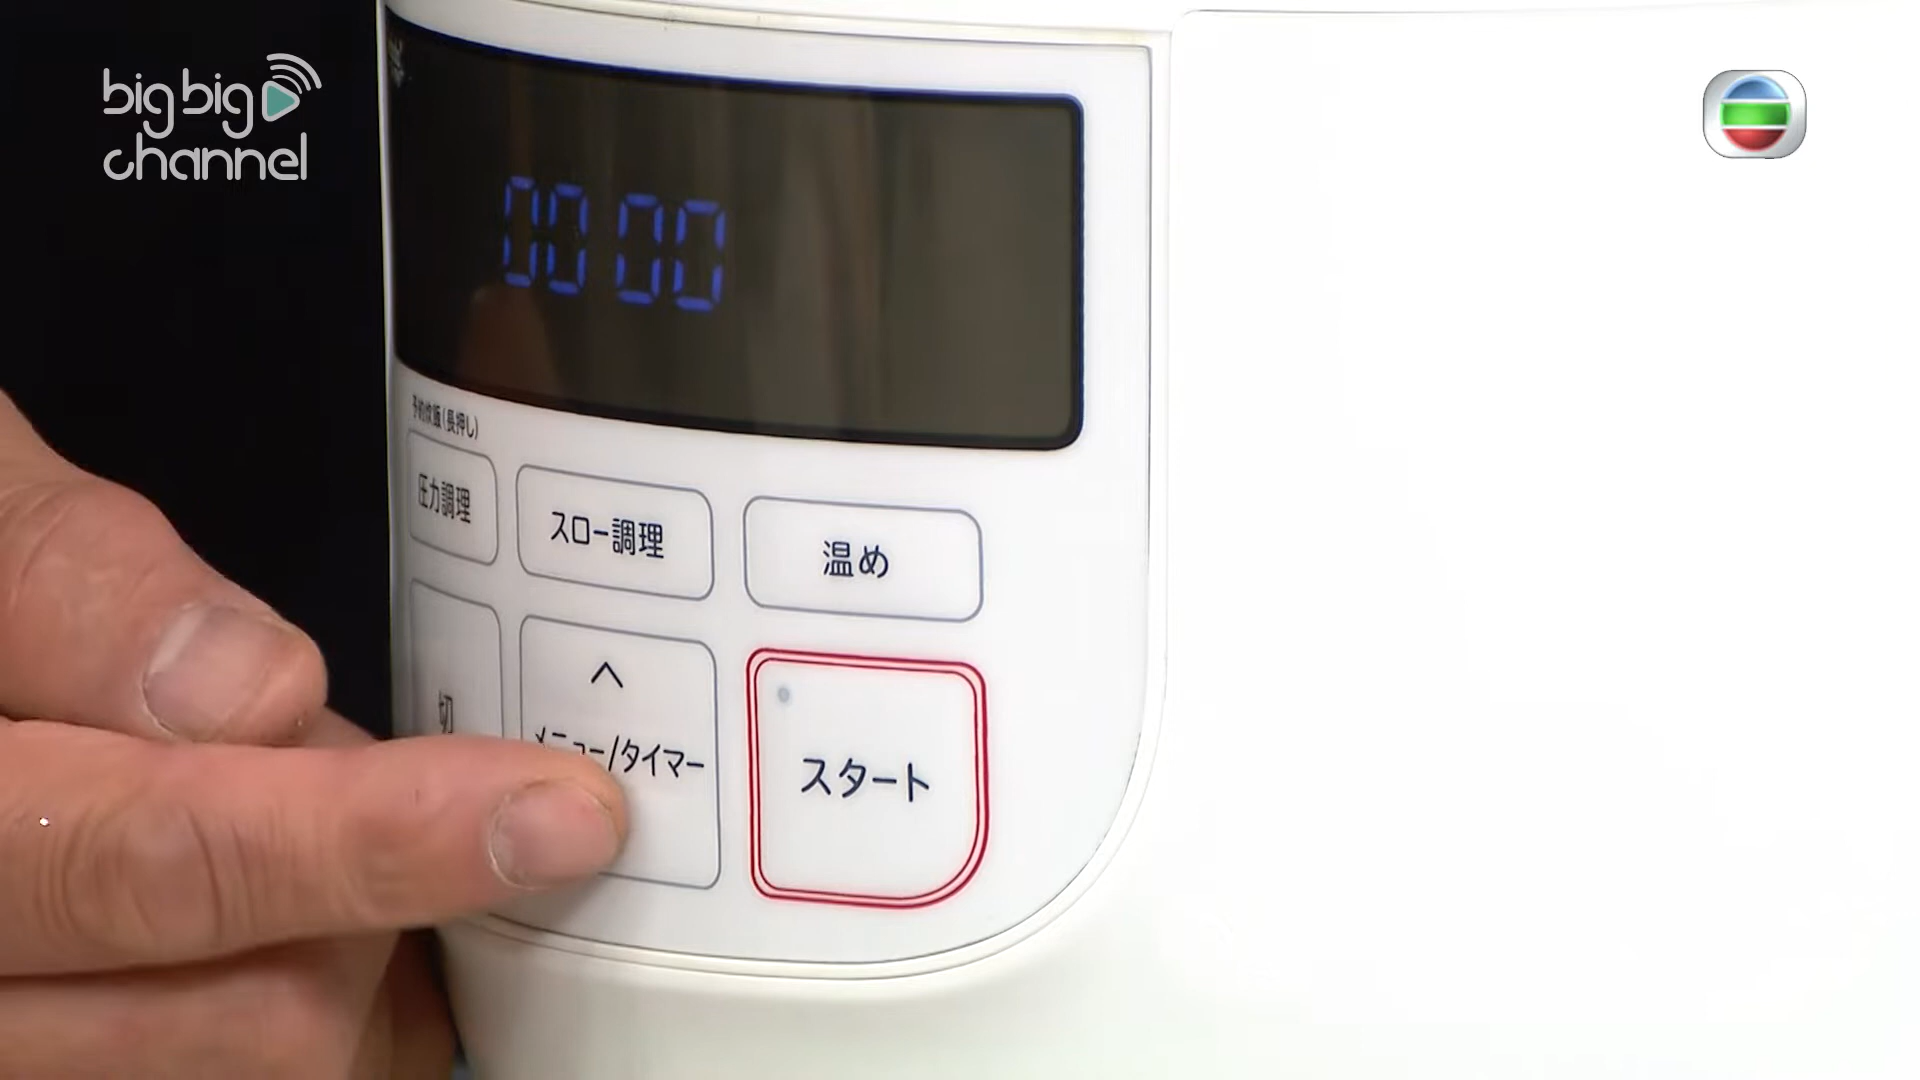 big big
channel
00 00
予約炊飯(長押し)
圧力調理
スロー調理
温め
切
メニュー/タイマー
スタート